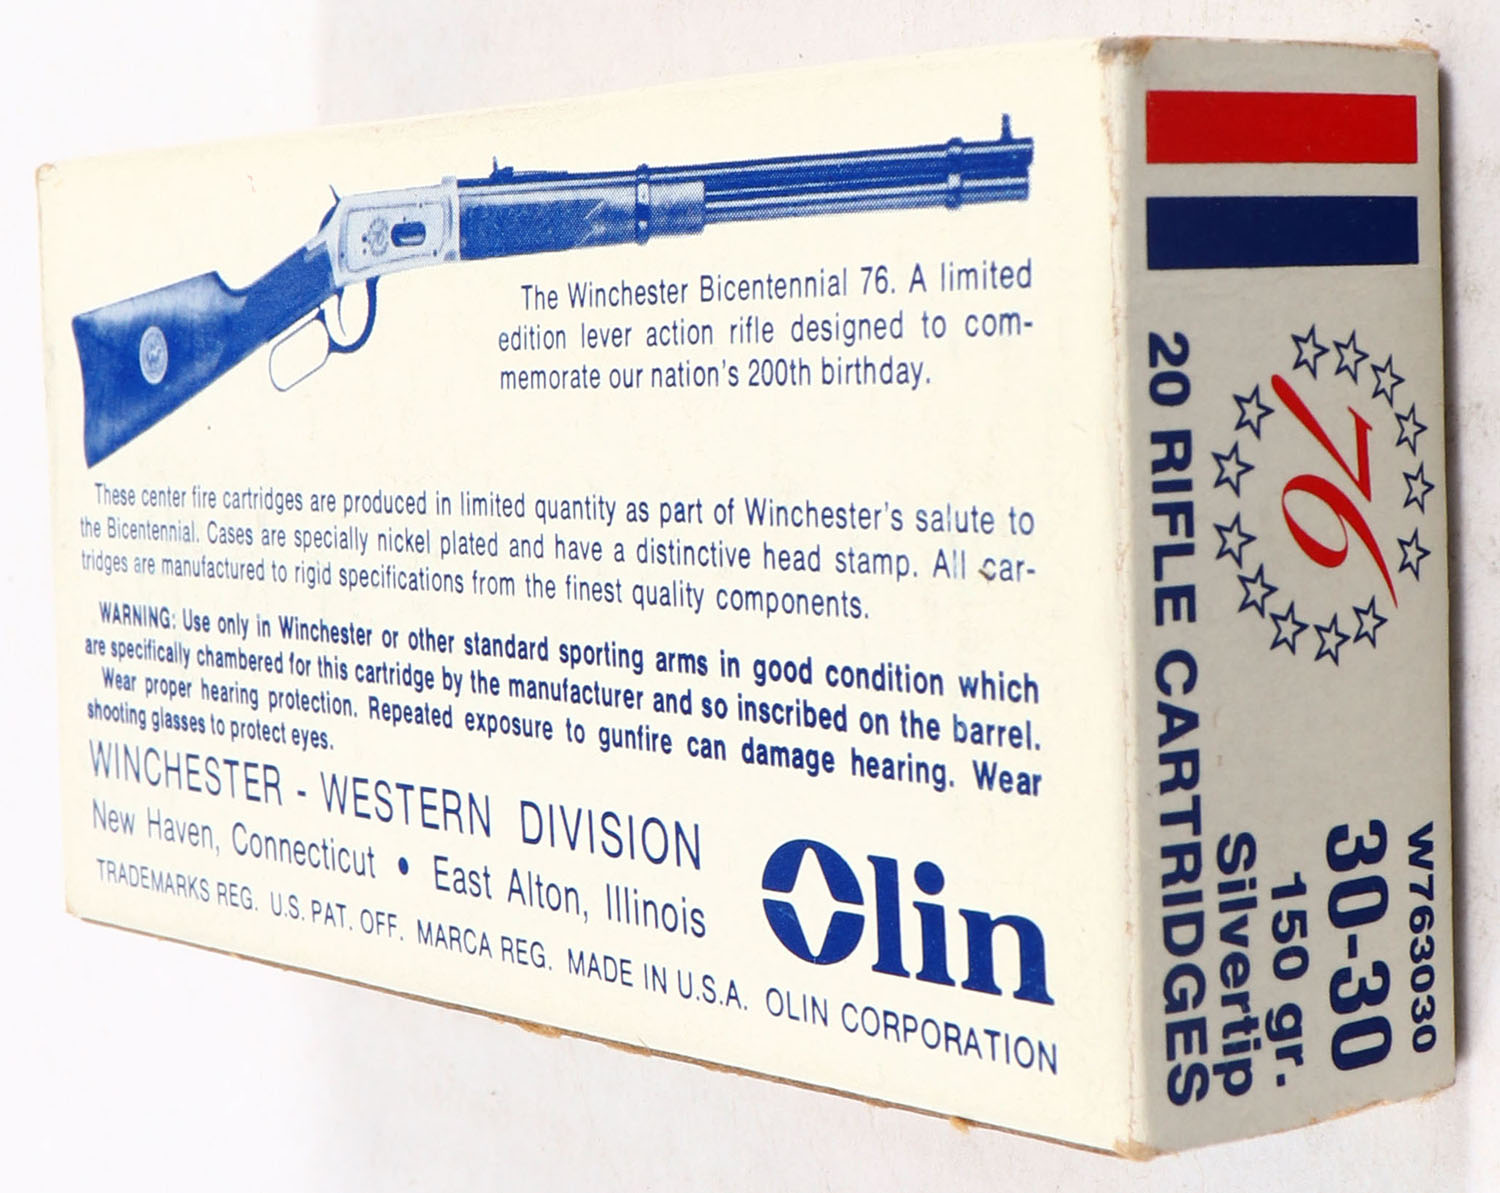 The Winchester Bicentennial 76. A limited
edition lever action rifle designed to com-
memorate our nation's 200th birthday.
These center fire cartridges are produced in limited quantity as part of Winchester's salute to
the Bicentennial. Cases are specially nickel plated and have a distinctive head stamp. All car-
tridges are manufactured to rigid specifications from the finest quality components.
WARNING: Use only in Winchester or other standard sporting arms in good condition which
are specifically chambered for this cartridge by the manufacturer and so inscribed on the barrel.
Wear proper hearing protection. Repeated exposure to gunfire can damage hearing. Wear
shooting glasses to protect eyes.
WINCHESTER - WESTERN DIVISION
New Haven, Connecticut • East Alton, Illinois
Olin
TRADEMARKS REG. U.S. PAT. OFF. MARCA REG. MADE IN U.S.A. OLIN CORPORATION
76
W763030
30-30
150 gr.
Silvertip
20 RIFLE CARTRIDGES